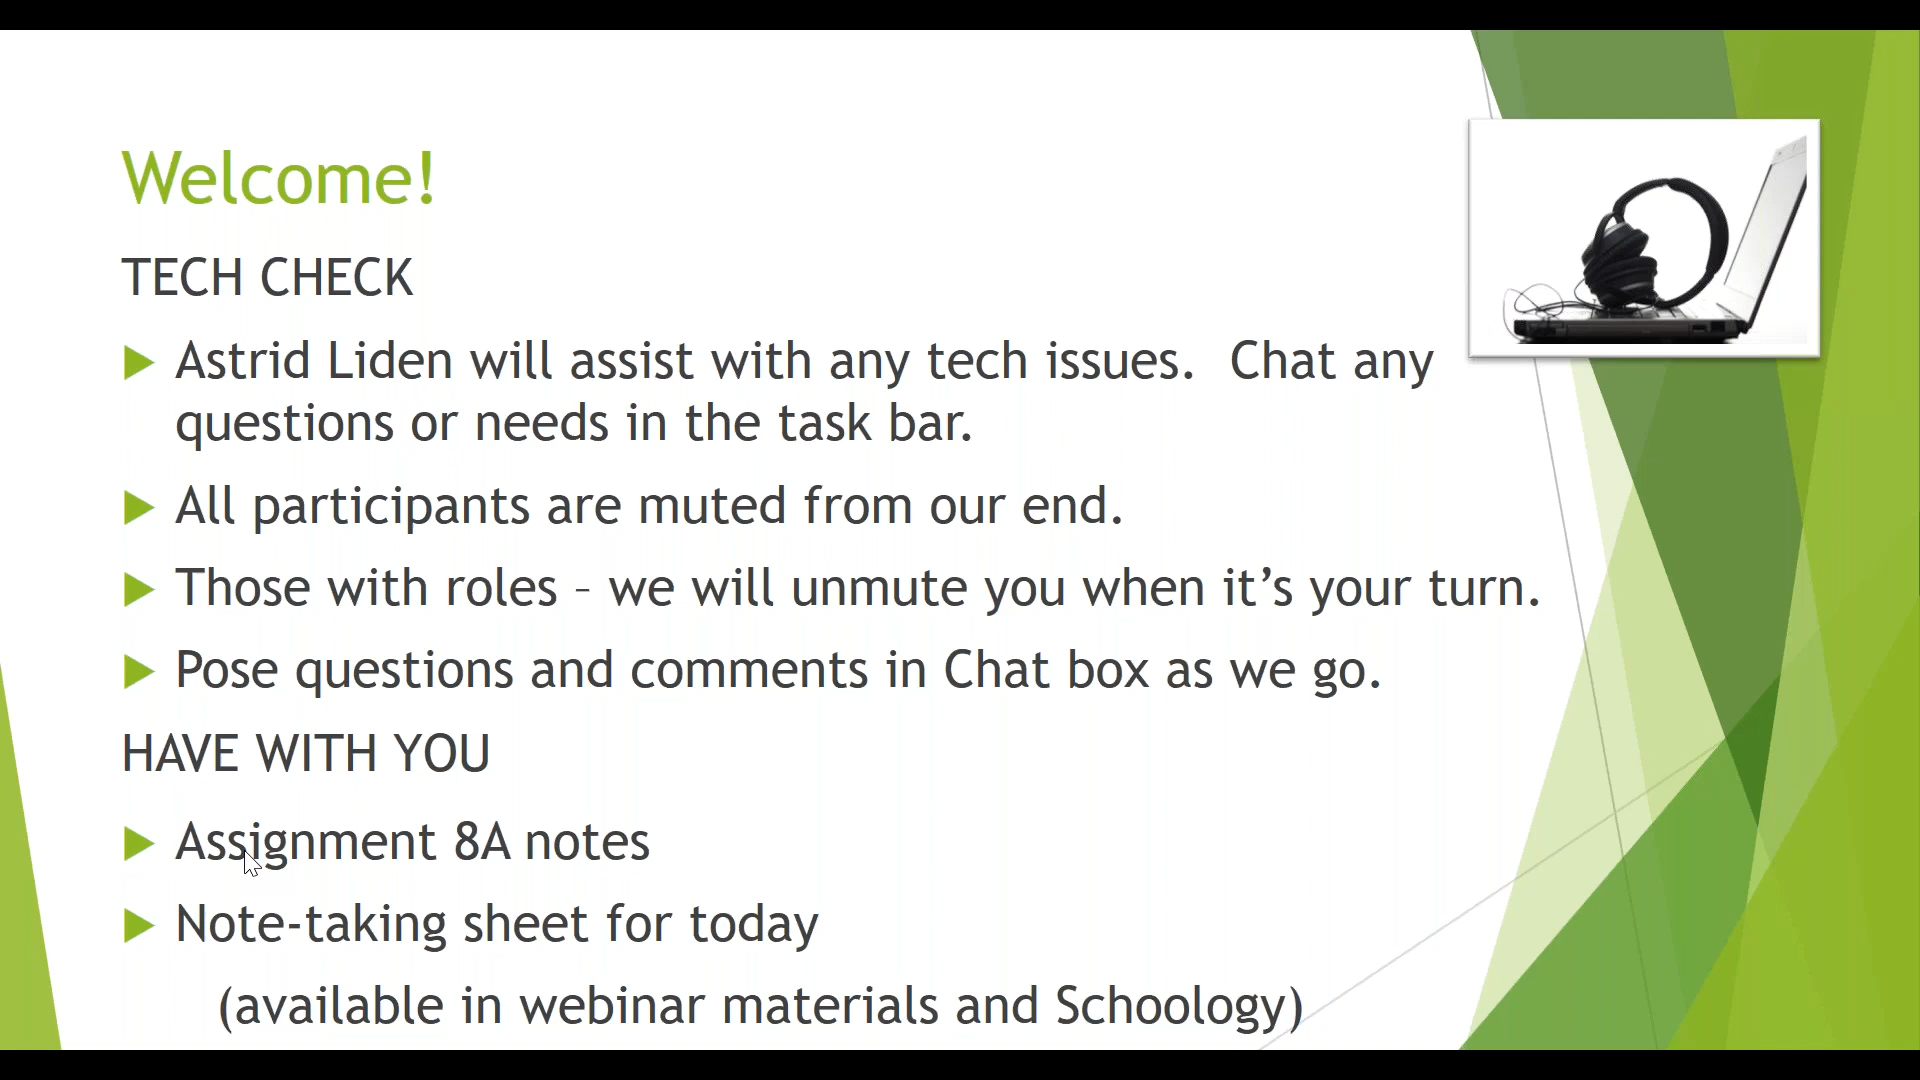 Welcome!
TECH CHECK
Astrid Liden will assist with any tech issues.  Chat any
questions or needs in the task bar.
All participants are muted from our end.
Those with roles – we will unmute you when it’s your turn.
Pose questions and comments in Chat box as we go.
HAVE WITH YOU
Assignment 8A notes
Note-taking sheet for today
(available in webinar materials and Schoology)